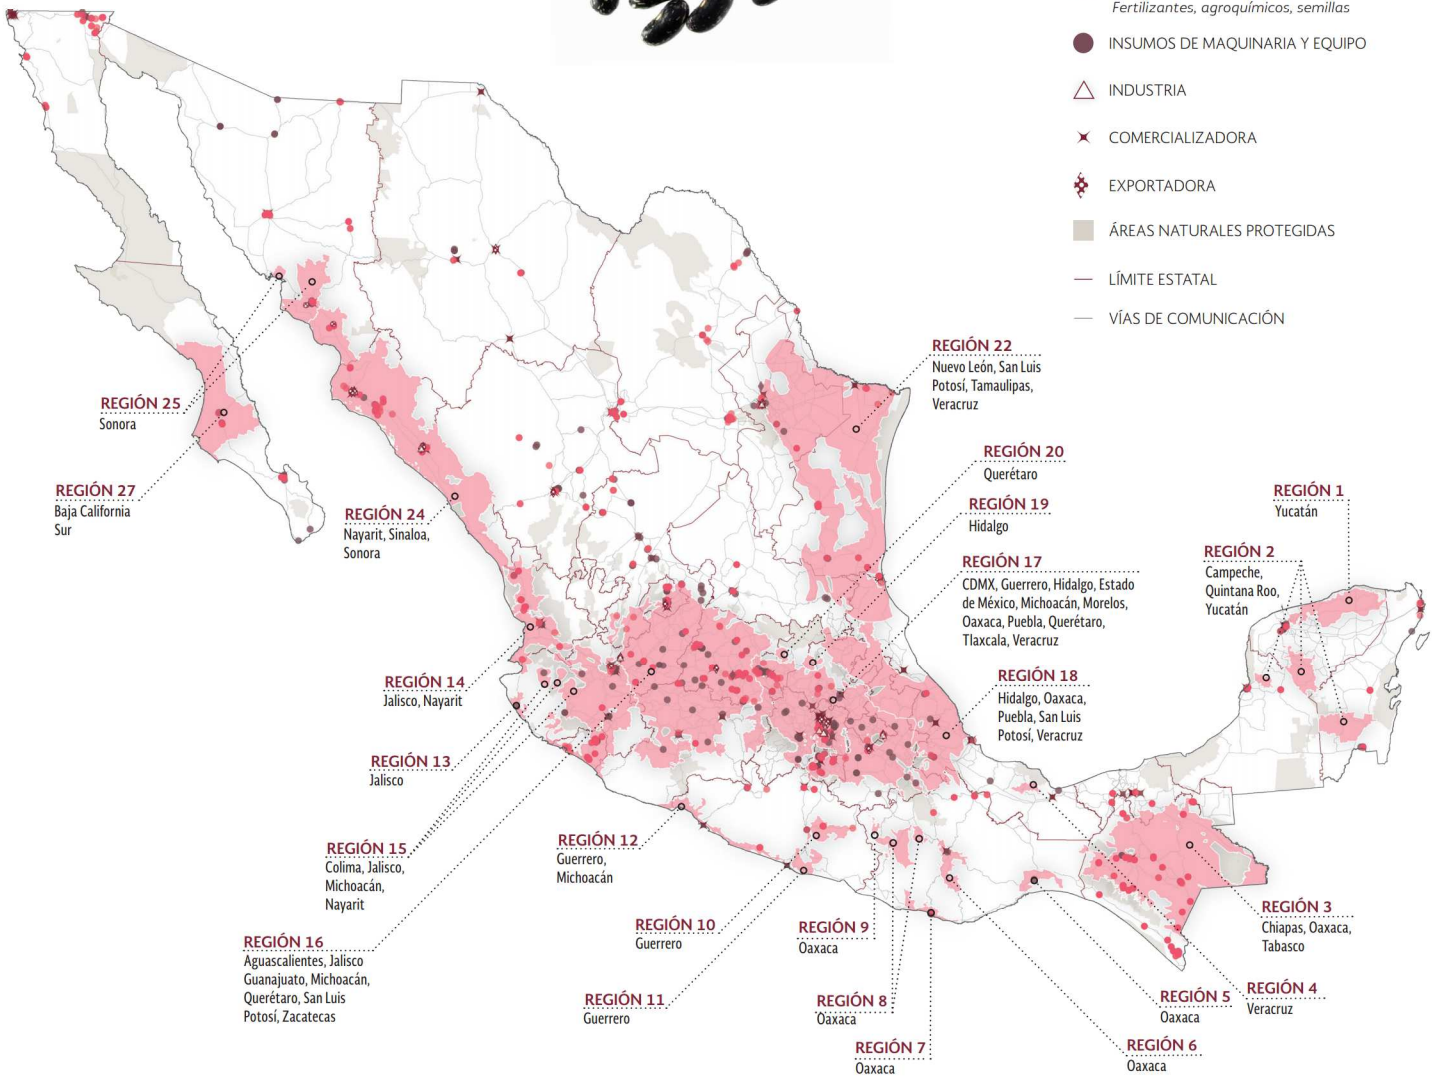 Fertilizantes, agroquímicos, semillas
INSUMOS DE MAQUINARIA Y EQUIPO
INDUSTRIA
COMERCIALIZADORA
EXPORTADORA
ÁREAS NATURALES PROTEGIDAS
LÍMITE ESTATAL
VÍAS DE COMUNICACIÓN
REGIÓN 22
Nuevo León, San Luis
Potosí, Tamaulipas,
Veracruz
REGIÓN 25
Sonora
REGIÓN 20
Querétaro
REGIÓN 27
Baja California
Sur
REGIÓN 24
Nayarit, Sinaloa,
Sonora
REGIÓN 19
Hidalgo
REGIÓN 1
Yucatán
REGIÓN 2
Campeche,
Quintana Roo,
Yucatán
REGIÓN 17
CDMX, Guerrero, Hidalgo, Estado
de México, Michoacán, Morelos,
Oaxaca, Puebla, Querétaro,
Tlaxcala, Veracruz
REGIÓN 14
Jalisco, Nayarit
REGIÓN 18
Hidalgo, Oaxaca,
Puebla, San Luis
Potosí, Veracruz
REGIÓN 13
Jalisco
REGIÓN 15
Colima, Jalisco,
Michoacán,
Nayarit
REGIÓN 12
Guerrero,
Michoacán
REGIÓN 16
Aguascalientes, Jalisco
Guanajuato, Michoacán,
Querétaro, San Luis
Potosí, Zacatecas
REGIÓN 10
Guerrero
REGIÓN 9
Oaxaca
REGIÓN 3
Chiapas, Oaxaca,
Tabasco
REGIÓN 11
Guerrero
REGIÓN 8
Oaxaca
REGIÓN 5
Oaxaca
REGIÓN 4
Veracruz
REGIÓN 7
Oaxaca
REGIÓN 6
Oaxaca